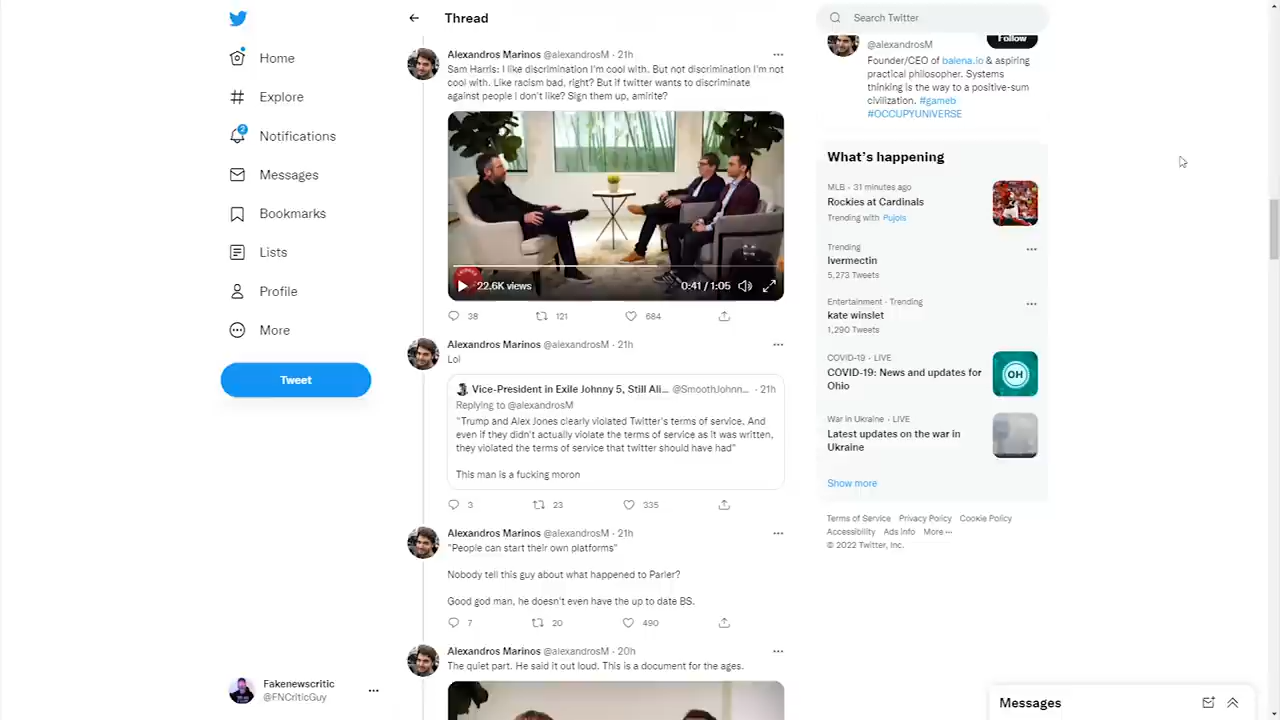 Thread
Search Twitter
Home
Explore
2
Notifications
Messages
Bookmarks
Lists
Profile
More
Tweet
Fakenewscritic
@FNCriticGuy
Alexandros Marinos @alexandrosM · 21h
Sam Harris: I like discrimination I'm cool with. But not discrimination I'm not
cool with. Like racism bad, right? But if twitter wants to discriminate
against people I don't like? Sign them up, amirite?
22.6K views
0:41 / 1:05
38 121 684
Alexandros Marinos @alexandrosM · 21h
Lol
Vice-President in Exile Johnny 5, Still Ali... @SmoothJohnn... · 21h
Replying to @alexandrosM
"Trump and Alex Jones clearly violated Twitter's terms of service. And
even if they didn't actually violate the terms of service as it was written,
they violated the terms of service that twitter should have had"
This man is a fucking moron
3 23 335
Alexandros Marinos @alexandrosM · 21h
"People can start their own platforms"
Nobody tell this guy about what happened to Parler?
Good god man, he doesn't even have the up to date BS.
7 20 490
Alexandros Marinos @alexandrosM · 20h
The quiet part. He said it out loud. This is a document for the ages.
@alexandrosM
Follow
Founder/CEO of balena.io & aspiring
practical philosopher. Systems
thinking is the way to a positive-sum
civilization. #gameb
#OCCUPYUNIVERSE
What's happening
MLB · 31 minutes ago
Rockies at Cardinals
Trending with Pujols
Trending
Ivermectin
5,273 Tweets
Entertainment · Trending
kate winslet
1,290 Tweets
COVID-19 · LIVE
COVID-19: News and updates for
Ohio
OH
War in Ukraine · LIVE
Latest updates on the war in
Ukraine
Show more
Terms of Service Privacy Policy Cookie Policy
Accessibility Ads info More ···
© 2022 Twitter, Inc.
Messages